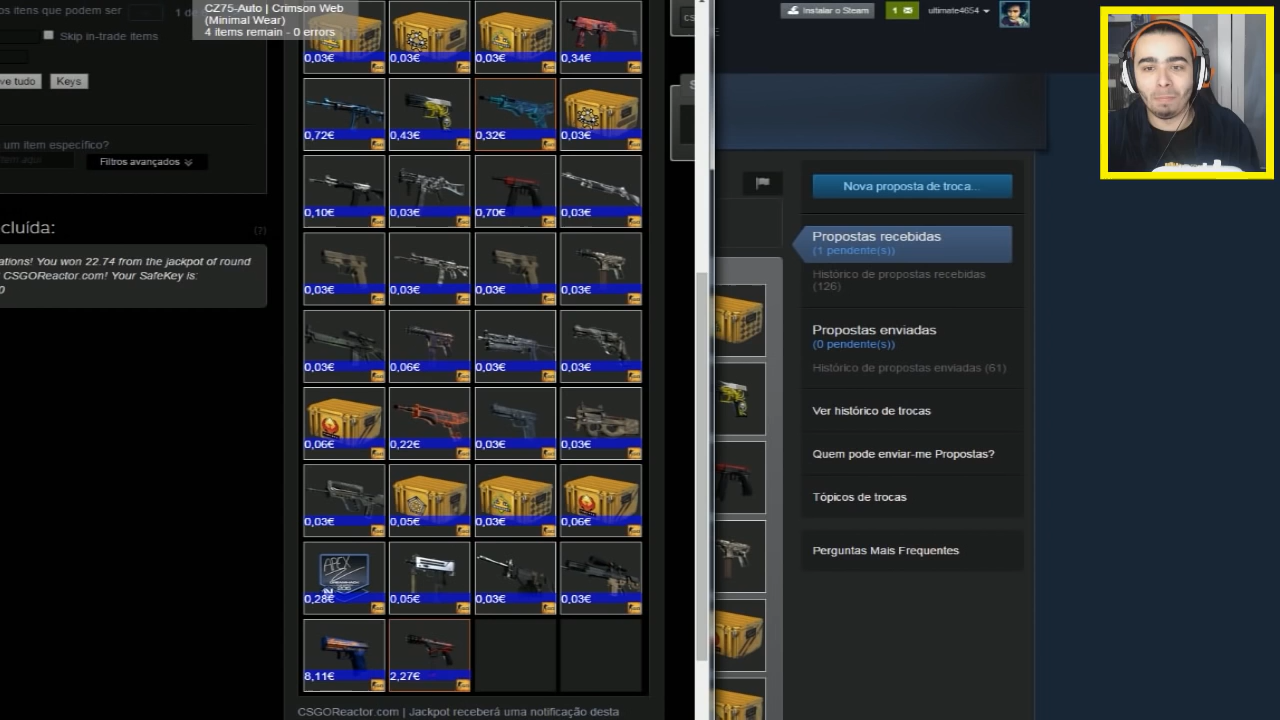 os itens que podem ser
1 de
CZ75-Auto | Crimson Web
(Minimal Wear)
4 items remain - 0 errors
Skip in-trade items
ve tudo
Keys
um item específico?
Filtros avançados
cluída:
(?)
ations! You won 22.74 from the jackpot of round
CSGOReactor.com! Your SafeKey is:
0
0,03€ 0,03€ 0,03€ 0,34€
0,72€ 0,43€ 0,32€ 0,03€
0,10€ 0,03€ 0,70€ 0,03€
0,03€ 0,03€ 0,03€ 0,03€
0,03€ 0,06€ 0,03€ 0,03€
0,06€ 0,22€ 0,03€ 0,03€
0,03€ 0,05€ 0,03€ 0,06€
APEX
0,28€ 0,05€ 0,03€ 0,03€
8,11€ 2,27€
CSGOReactor.com | Jackpot receberá uma notificação desta
Instalar o Steam
1
ultimate4654
Nova proposta de troca...
Propostas recebidas
(1 pendente(s))
Histórico de propostas recebidas
(126)
Propostas enviadas
(0 pendente(s))
Histórico de propostas enviadas (61)
Ver histórico de trocas
Quem pode enviar-me Propostas?
Tópicos de trocas
Perguntas Mais Frequentes